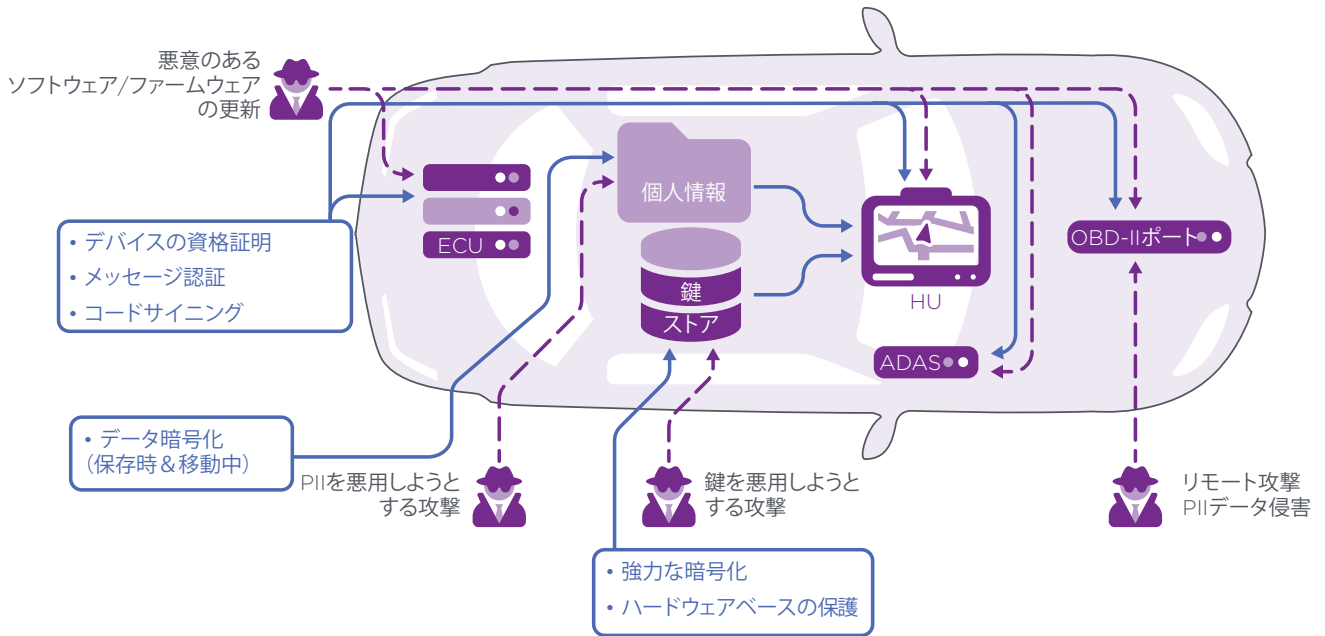 悪意のある
ソフトウェア/ファームウェア
の更新
個人情報
ECU
鍵
ストア
HU
OBD-IIポート
ADAS
• デバイスの資格証明
• メッセージ認証
• コードサイニング
• データ暗号化
（保存時＆移動中）
PIIを悪用しようと
する攻撃
鍵を悪用しようと
する攻撃
リモート攻撃
PIIデータ侵害
• 強力な暗号化
• ハードウェアベースの保護